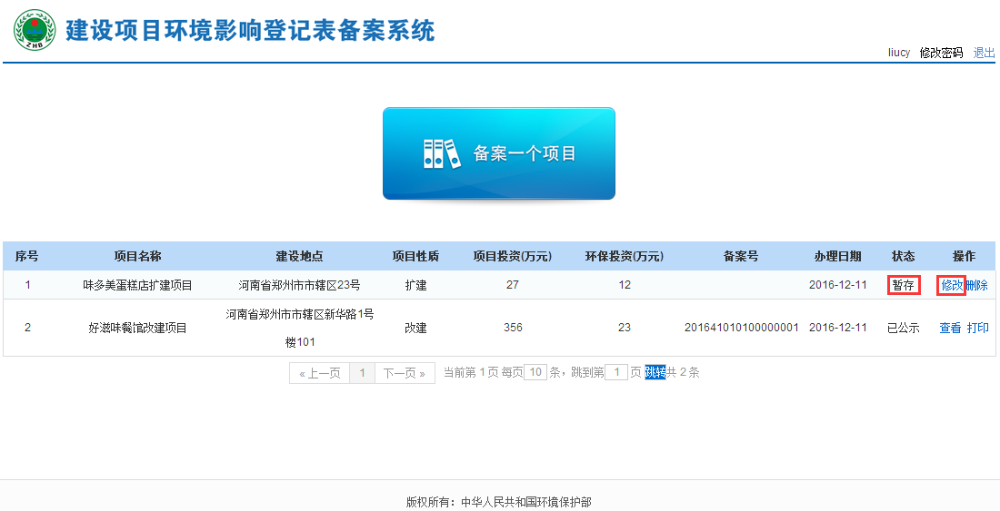 ZHB
建设项目环境影响登记表备案系统
liucy 修改密码 退出
备案一个项目
序号 项目名称 建设地点 项目性质 项目投资(万元) 环保投资(万元) 备案号 办理日期 状态 操作
1 味多美蛋糕店扩建项目 河南省郑州市市辖区23号 扩建 27 12 2016-12-11 暂存 修改删除
2 好滋味餐馆改建项目 河南省郑州市市辖区新华路1号 改建 356 23 201641010100000001 2016-12-11 已公示 查看 打印
楼101
« 上一页 1 下一页 » 当前第 1 页 每页 10 条，跳到第 1 页 跳转共 2 条
版权所有：中华人民共和国环境保护部